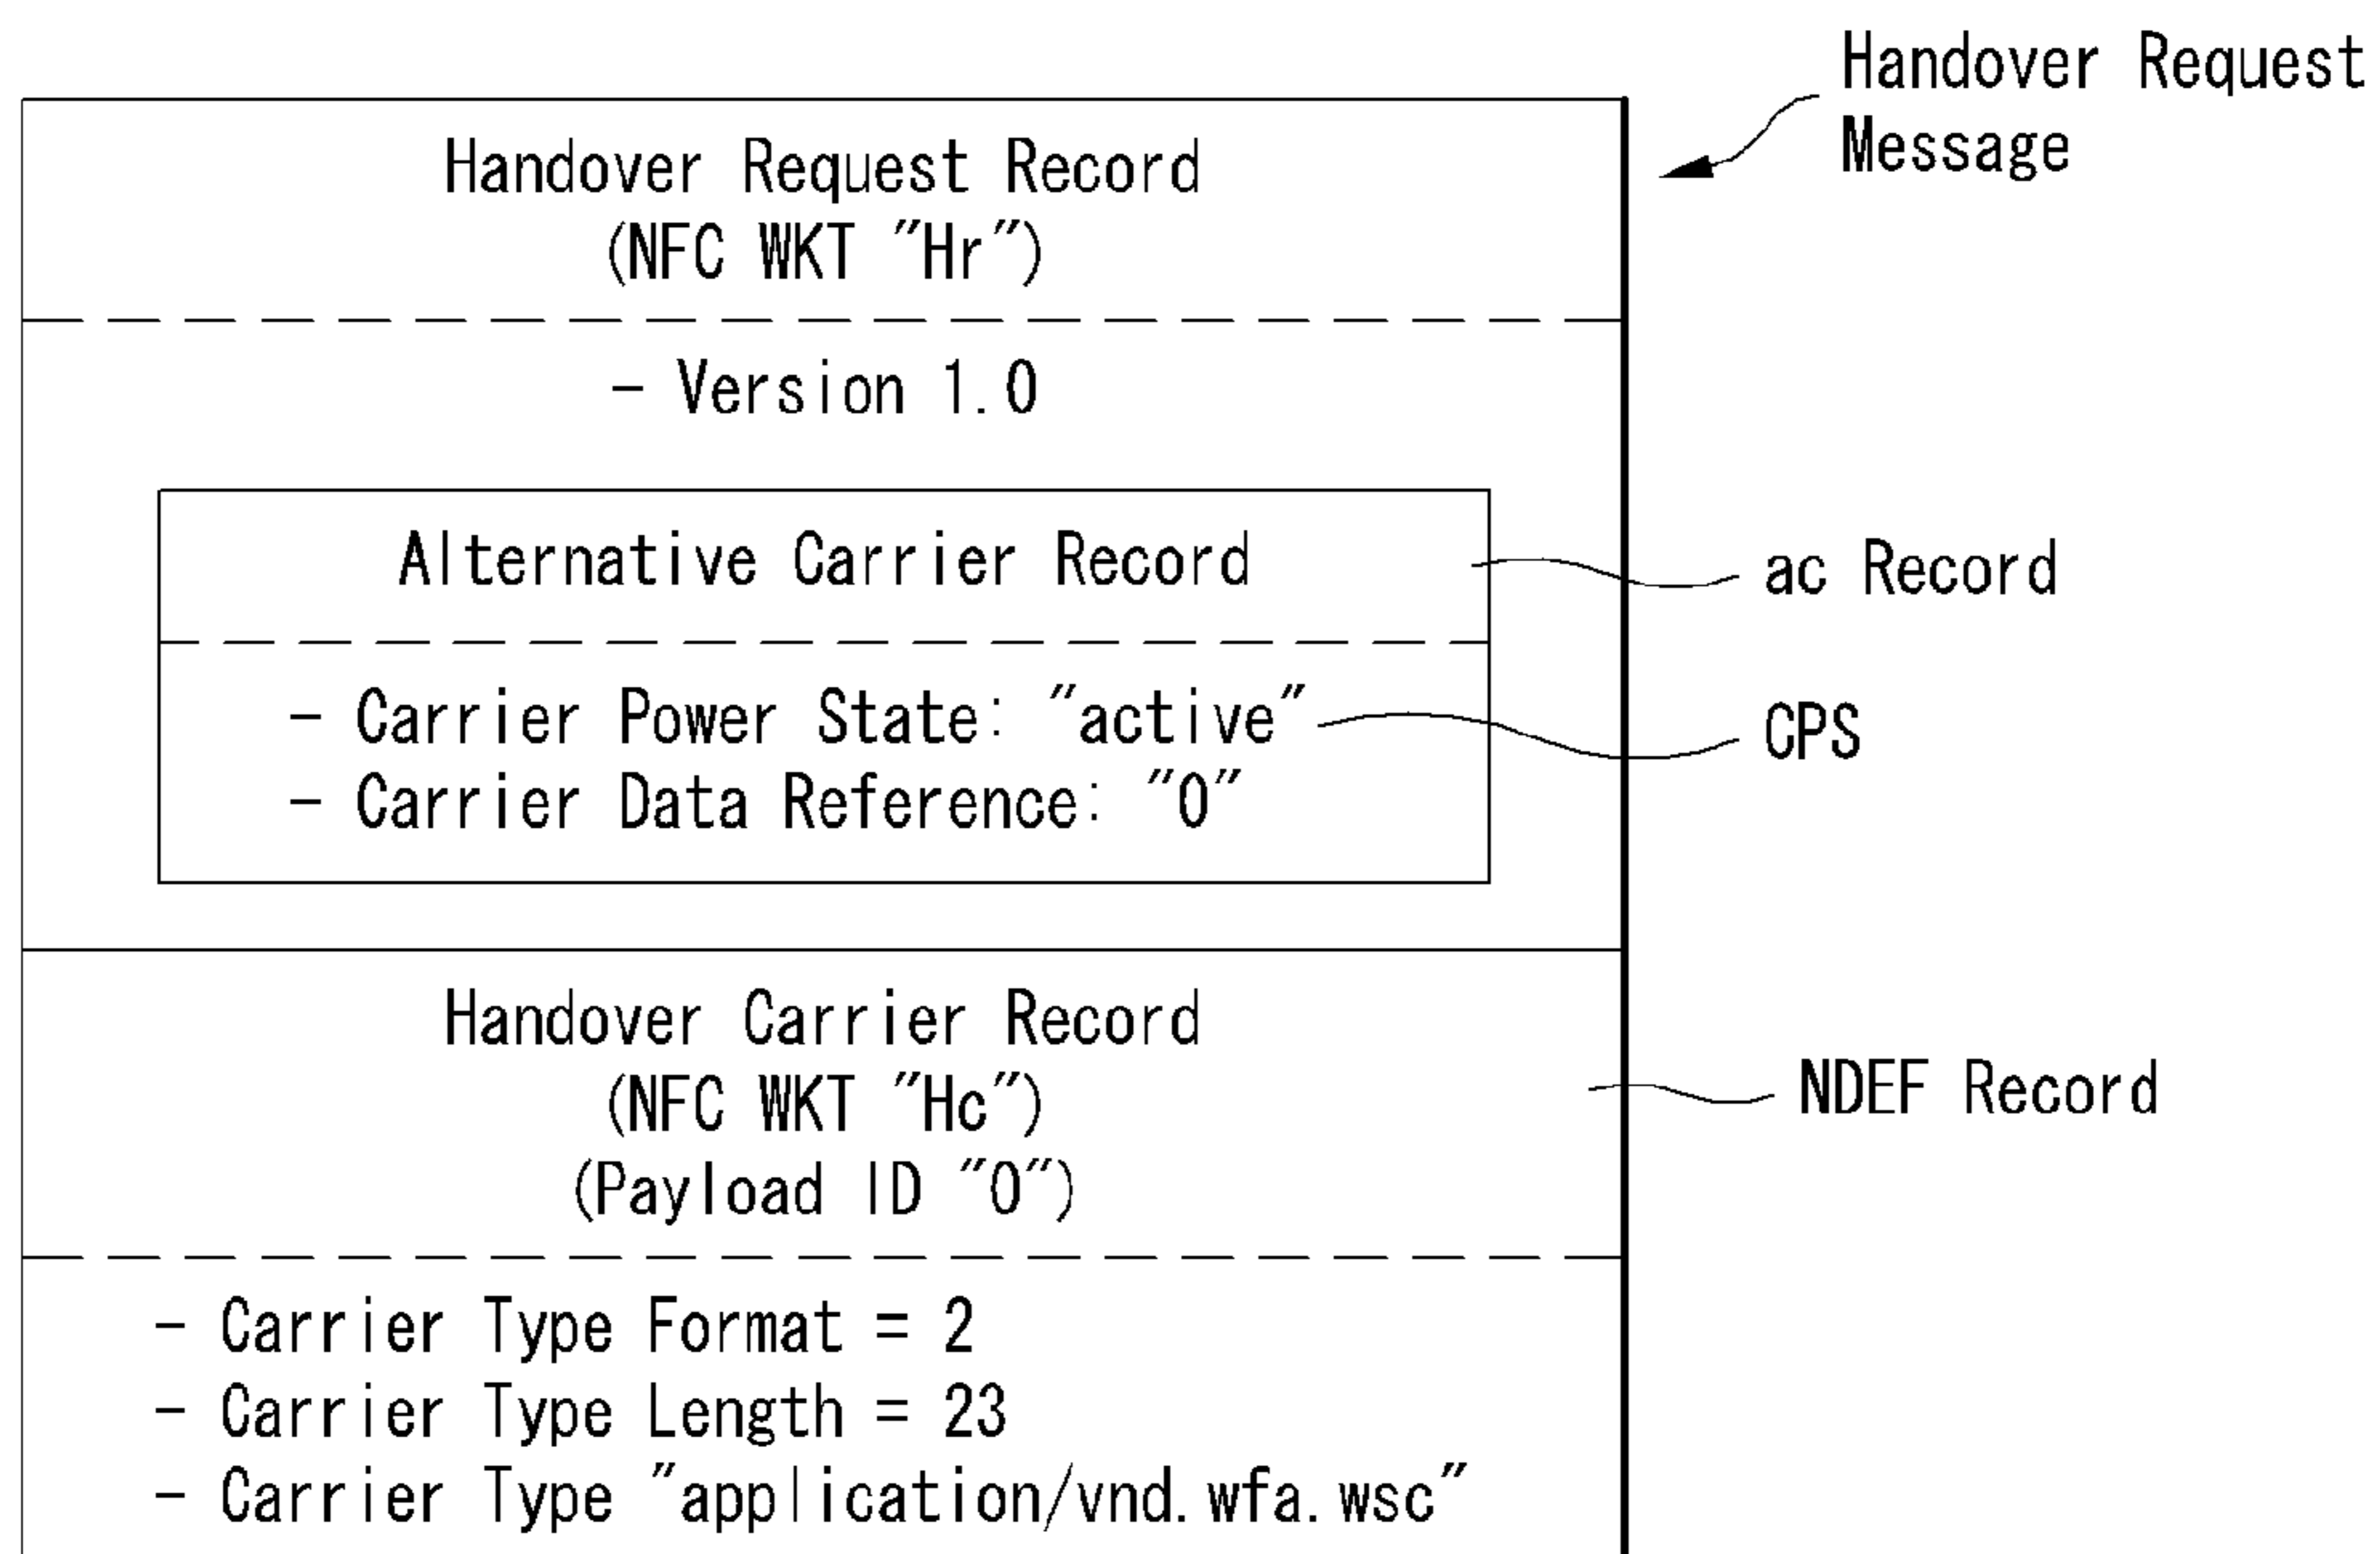 Handover Request
Message
Handover Request Record
(NFC WKT "Hr")
- Version 1.0
Alternative Carrier Record
ac Record
- Carrier Power State: "active"
CPS
- Carrier Data Reference: "0"
Handover Carrier Record
(NFC WKT "Hc")
NDEF Record
(Payload ID "0")
- Carrier Type Format = 2
- Carrier Type Length = 23
- Carrier Type "application/vnd.wfa.wsc"